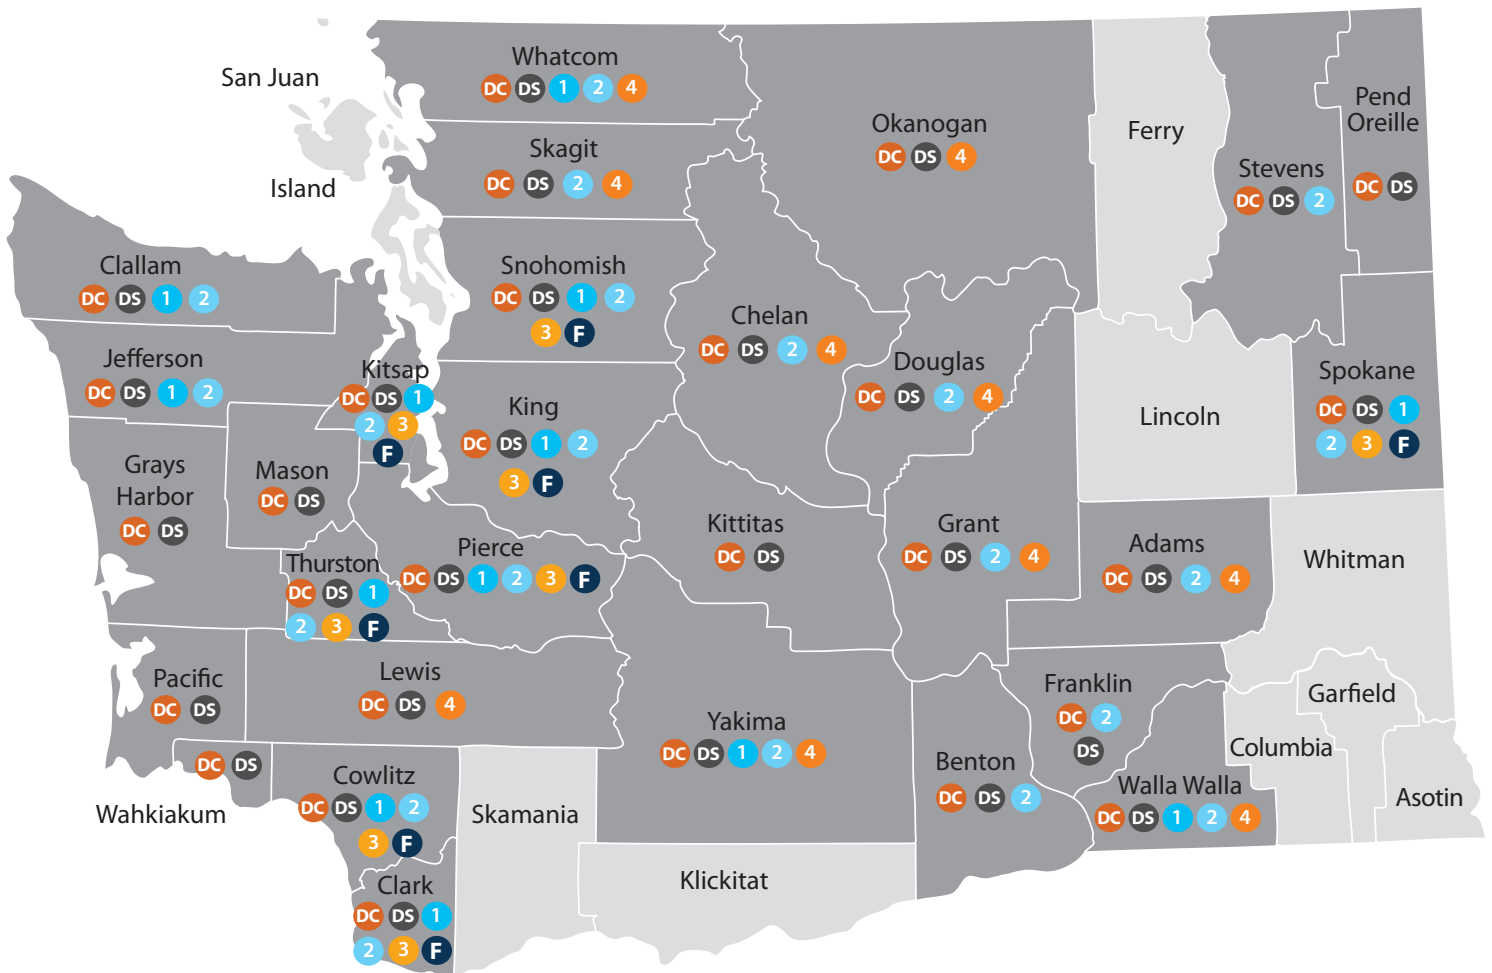 San Juan
Island
Whatcom
DC DS 1 2 4
Skagit
DC DS 2 4
Okanogan
DC DS 4
Ferry
Stevens
DC DS 2
Pend
Oreille
DC DS
Clallam
DC DS 1 2
Snohomish
DC DS 1 2
3 F
Chelan
DC DS 2 4
Douglas
DC DS 2 4
Jefferson
DC DS 1 2
Kitsap
DC DS 1
2 3
F
King
DC DS 1 2
3 F
Lincoln
Spokane
DC DS 1
2 3 F
Grays
Harbor
DC DS
Mason
DC DS
Thurston
DC DS 1
2 3 F
Pierce
DC DS 1 2 3 F
Kittitas
DC DS
Grant
DC DS 2 4
Adams
DC DS 2 4
Whitman
Pacific
DC DS
Lewis
DC DS 4
Yakima
DC DS 1 2 4
Benton
DC DS 2
Franklin
DC 2
DS
Walla Walla
DC DS 1 2 4
Columbia
Garfield
Asotin
DC DS
Wahkiakum
Cowlitz
DC DS 1 2
3 F
Skamania
Klickitat
Clark
DC DS 1
2 3 F